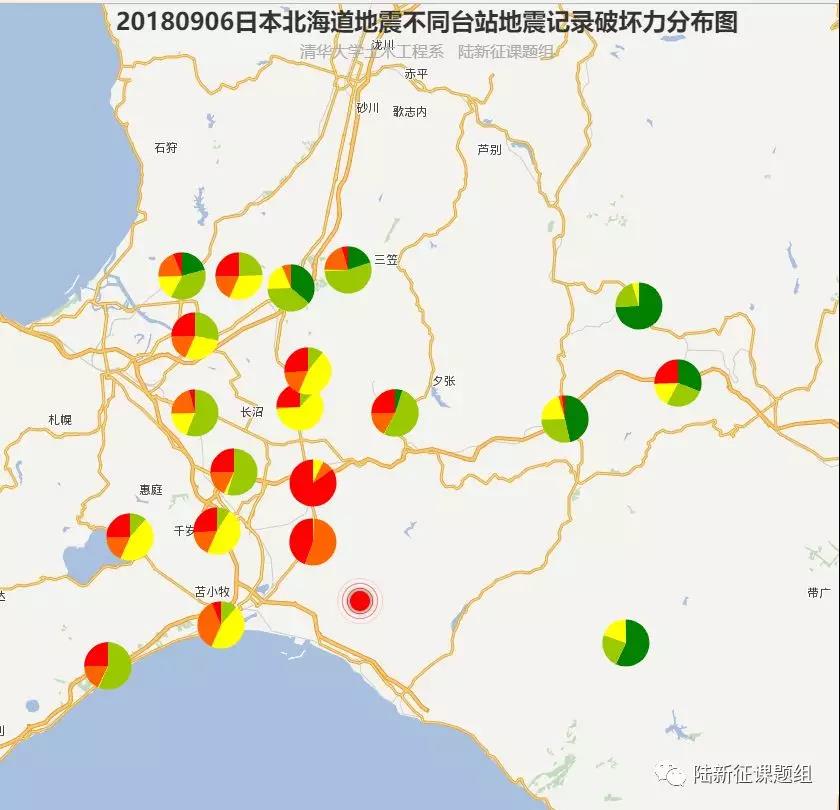 20180906日本北海道地震不同台站地震记录破坏力分布图
泷川
清华大学土木工程系 陆新征课题组
赤平
砂川
歌志内
石狩
芦别
三笠
夕张
长沼
札幌
惠庭
千岁
苫小牧
达
带广
别
陆新征课题组